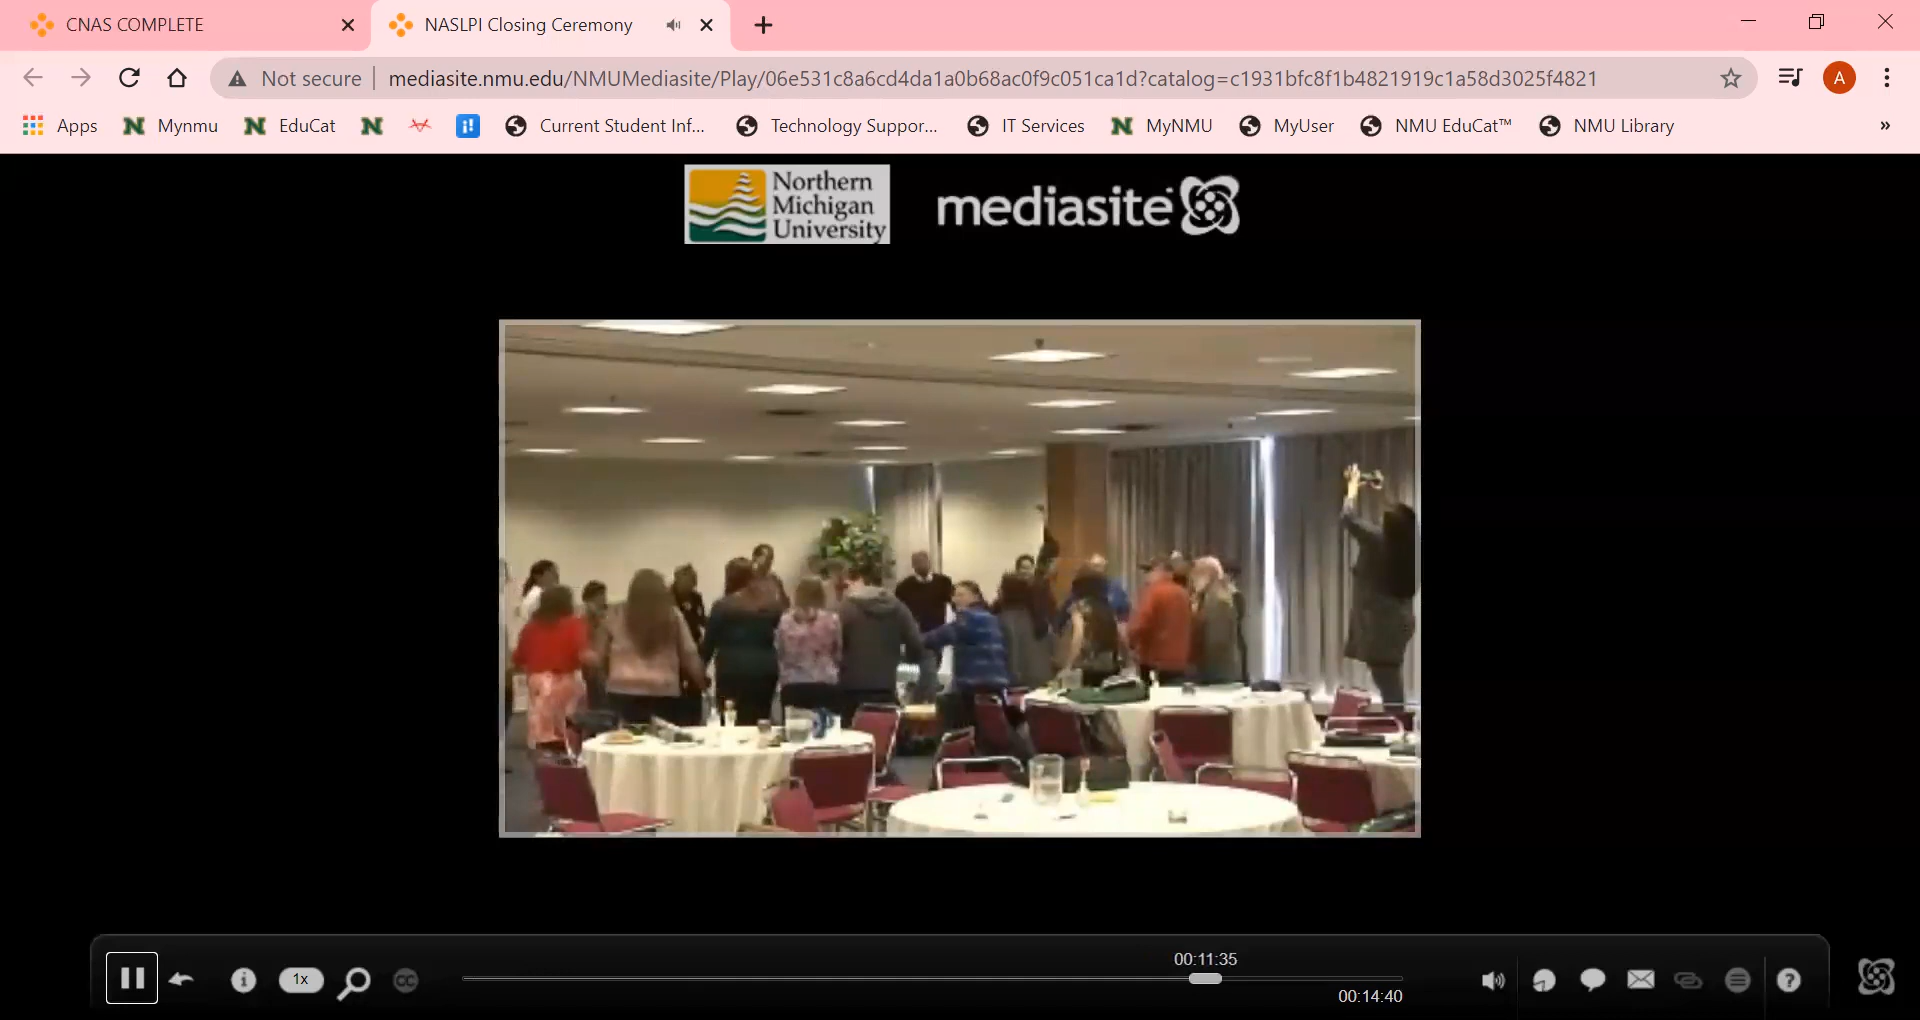 CNAS COMPLETE
NASLPI Closing Ceremony
Not secure
mediasite.nmu.edu/NMUMediasite/Play/06e531c8a6cd4da1a0b68ac0f9c051ca1d?catalog=c1931bfc8f1b4821919c1a58d3025f4821
A
Apps
N Mynmu
N EduCat
N
Current Student Inf...
Technology Suppor...
IT Services
N MyNMU
MyUser
NMU EduCat™
NMU Library
»
Northern
Michigan
University
mediasite
00:11:35
i
1x
CC
?
00:14:40